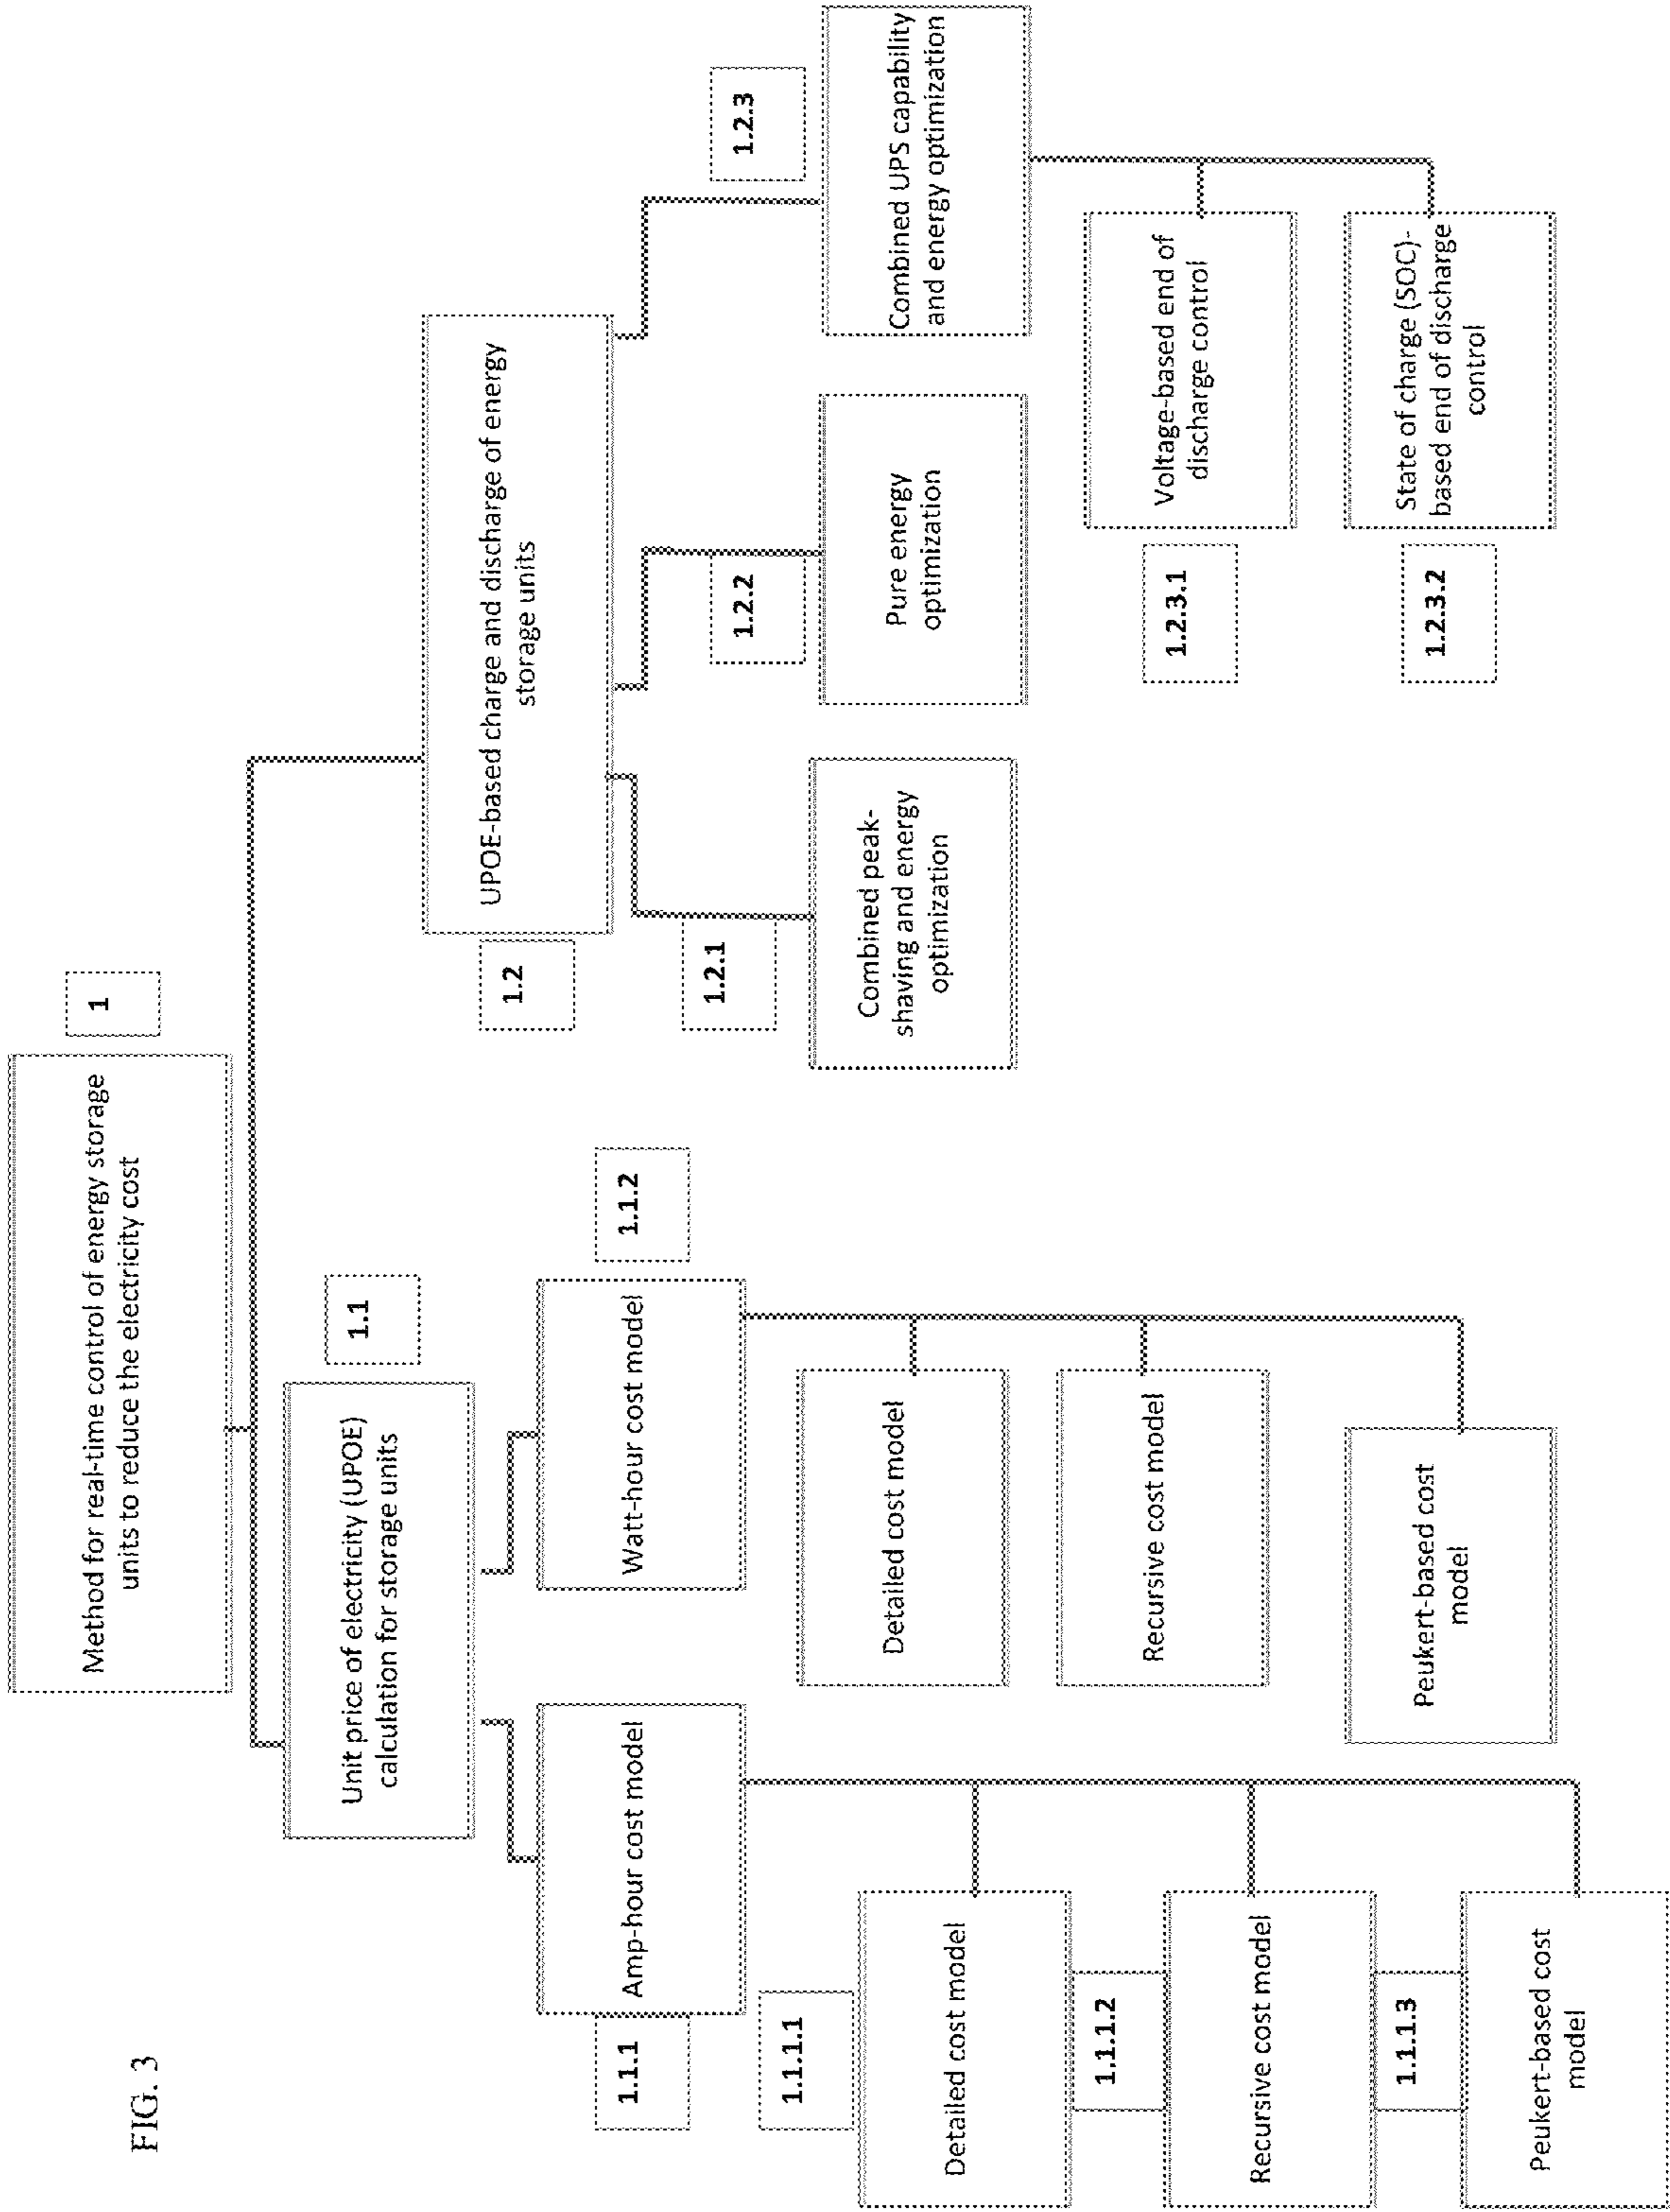 FIG. 3
Method for real-time control of energy storage
units to reduce the electricity cost
1
Unit price of electricity (UPOE)
calculation for storage units
1.1
UPOE-based charge and discharge of energy
storage units
1.2
1.1.1
Amp-hour cost model
Watt-hour cost model
1.1.2
1.2.1
1.2.2
1.2.3
1.1.1.1
Detailed cost model
1.1.1.2
Recursive cost model
1.1.1.3
Peukert-based cost
model
Detailed cost model
Recursive cost model
Peukert-based cost
model
Combined peak-
shaving and energy
optimization
Pure energy
optimization
Combined UPS capability
and energy optimization
1.2.3.1
Voltage-based end of
discharge control
1.2.3.2
State of charge (SOC)-
based end of discharge
control